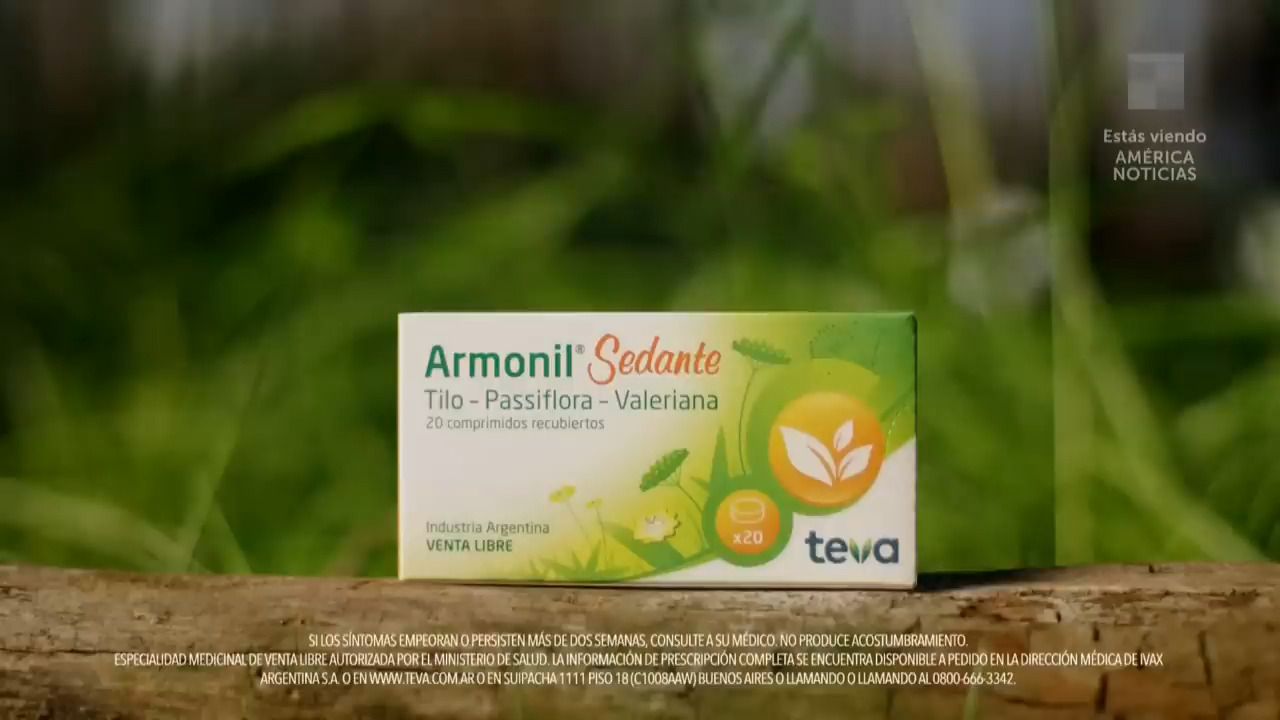 Estás viendo
AMÉRICA
NOTICIAS
Armonil® Sedante
Tilo - Passiflora - Valeriana
20 comprimidos recubiertos
Industria Argentina
VENTA LIBRE
x20
teva
SI LOS SÍNTOMAS EMPEORAN O PERSISTEN MÁS DE DOS SEMANAS, CONSULTE A SU MÉDICO. NO PRODUCE ACOSTUMBRAMIENTO.
ESPECIALIDAD MEDICINAL DE VENTA LIBRE AUTORIZADA POR EL MINISTERIO DE SALUD. LA INFORMACIÓN DE PRESCRIPCIÓN COMPLETA SE ENCUENTRA DISPONIBLE A PEDIDO EN LA DIRECCIÓN MÉDICA DE IVAX
ARGENTINA S.A. O EN WWW.TEVA.COM.AR O EN SUIPACHA 1111 PISO 18 (C1008AAW) BUENOS AIRES O LLAMANDO O LLAMANDO AL 0800-666-3342.